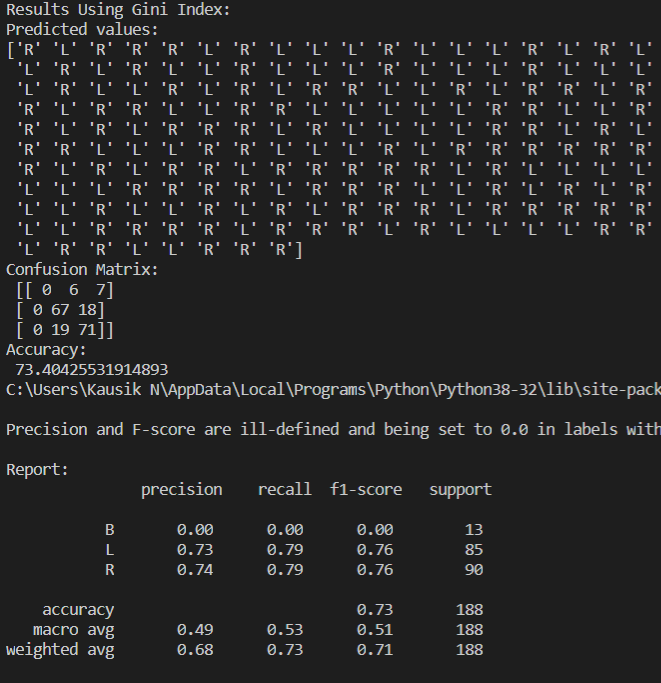 Results Using Gini Index:
Predicted values:
['R' 'L' 'R' 'R' 'R' 'L' 'R' 'L' 'L' 'L' 'R' 'L' 'L' 'L' 'R' 'L' 'R' 'L'
'L' 'R' 'L' 'R' 'L' 'L' 'R' 'L' 'L' 'L' 'R' 'L' 'L' 'L' 'R' 'L' 'L' 'L'
'L' 'R' 'L' 'L' 'R' 'L' 'R' 'L' 'R' 'R' 'L' 'L' 'R' 'L' 'R' 'R' 'L' 'R'
'R' 'L' 'R' 'R' 'L' 'L' 'R' 'R' 'L' 'L' 'L' 'L' 'L' 'R' 'R' 'L' 'L' 'R'
'R' 'L' 'R' 'L' 'R' 'R' 'R' 'L' 'R' 'L' 'L' 'L' 'L' 'R' 'R' 'L' 'R' 'L'
'R' 'R' 'L' 'L' 'L' 'R' 'R' 'L' 'L' 'L' 'R' 'L' 'R' 'R' 'R' 'R' 'R' 'R'
'R' 'L' 'R' 'L' 'R' 'R' 'L' 'R' 'R' 'R' 'R' 'R' 'L' 'R' 'L' 'L' 'L' 'L'
'L' 'L' 'L' 'R' 'R' 'R' 'R' 'L' 'R' 'R' 'R' 'L' 'L' 'R' 'L' 'R' 'L' 'R'
'L' 'L' 'R' 'L' 'L' 'R' 'L' 'R' 'L' 'R' 'R' 'R' 'L' 'R' 'R' 'R' 'R' 'R'
'L' 'L' 'R' 'R' 'R' 'R' 'L' 'R' 'R' 'R' 'L' 'R' 'L' 'L' 'L' 'L' 'R' 'R'
'L' 'R' 'R' 'L' 'L' 'R' 'R' 'R']
Confusion Matrix:
[[ 0 6 7]
[ 0 67 18]
[ 0 19 71]]
Accuracy:
73.40425531914893
C:\Users\Kausik N\AppData\Local\Programs\Python\Python38-32\lib\site-pack
Precision and F-score are ill-defined and being set to 0.0 in labels with
Report:
precision recall f1-score support
B 0.00 0.00 0.00 13
L 0.73 0.79 0.76 85
R 0.74 0.79 0.76 90
accuracy 0.73 188
macro avg 0.49 0.53 0.51 188
weighted avg 0.68 0.73 0.71 188